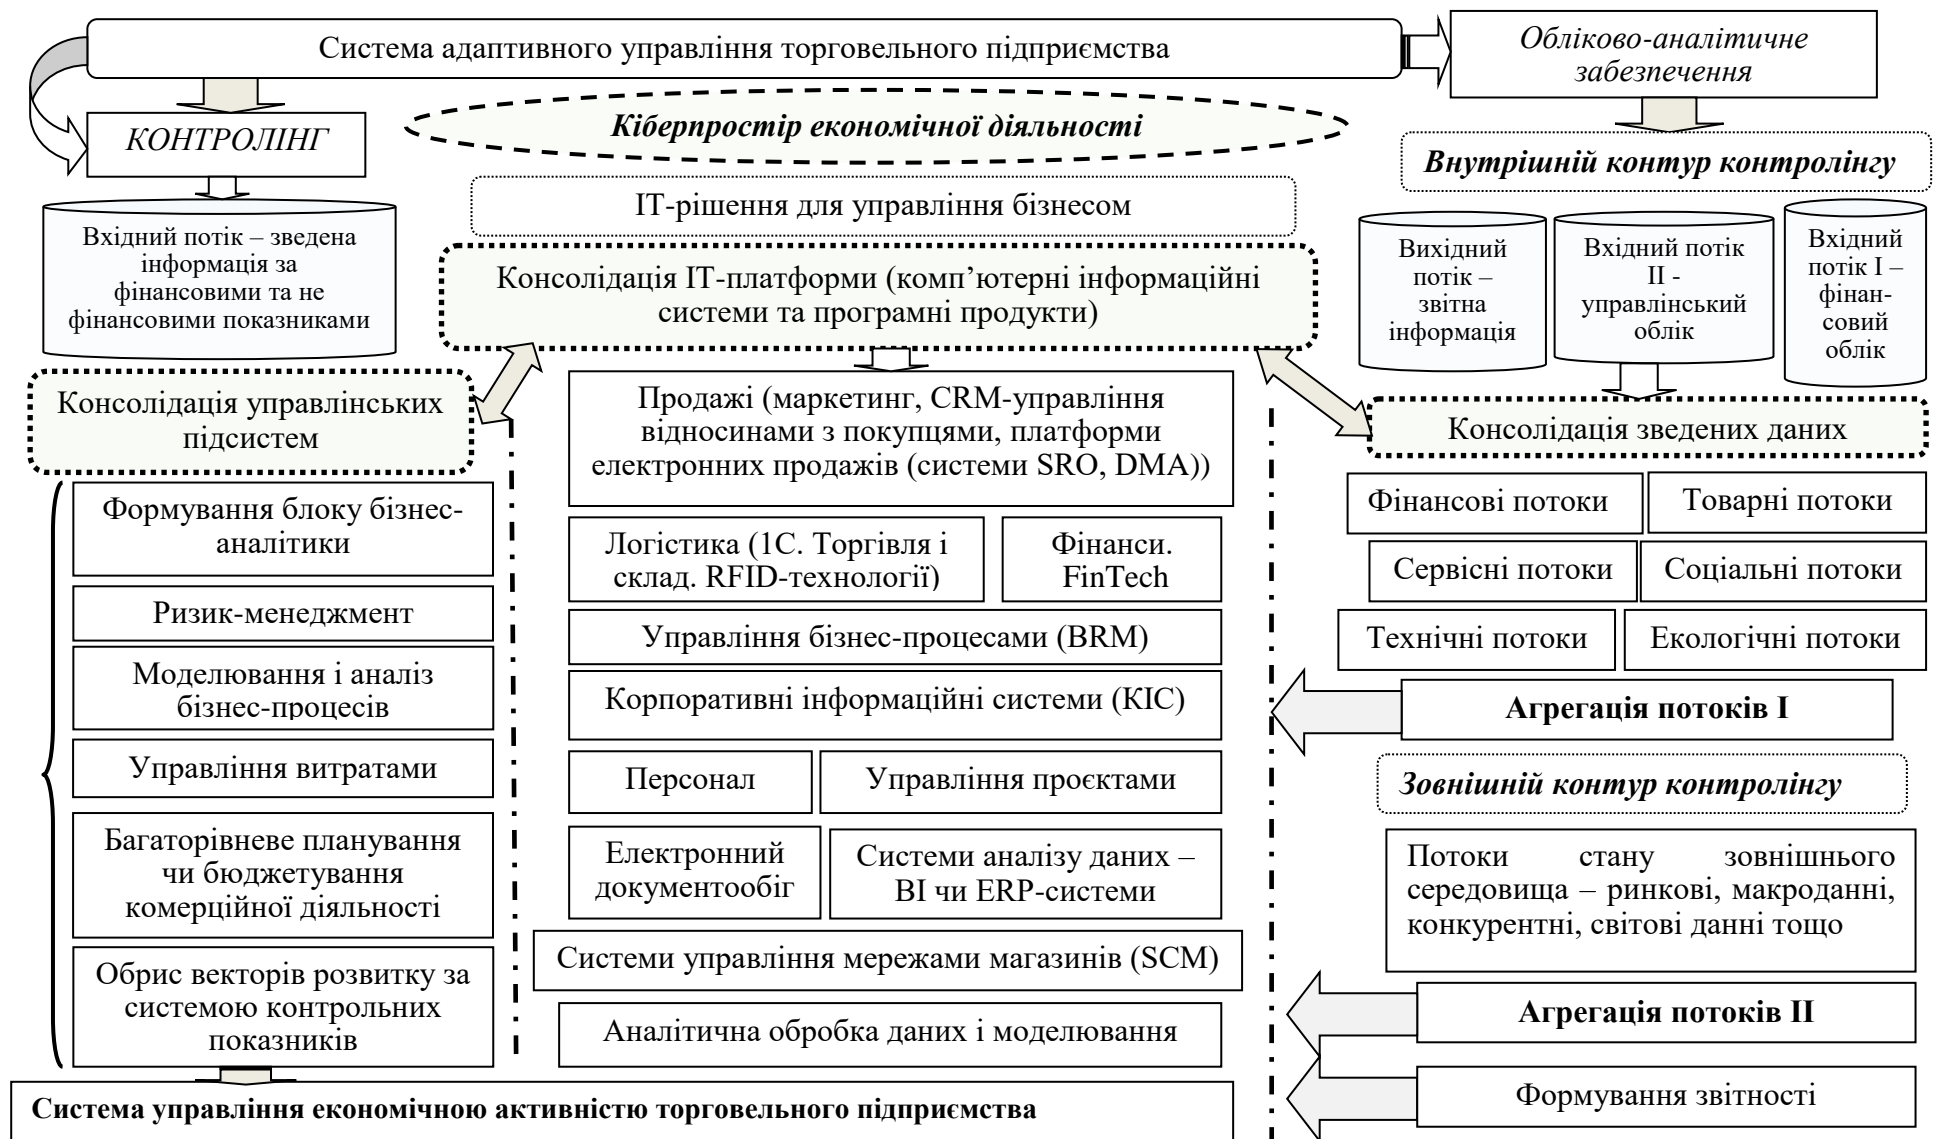 Система адаптивного управління торговельного підприємства
Обліково-аналітичне
забезпечення
КОНТРОЛІНГ
Кіберпростір економічної діяльності
Внутрішній контур контролінгу
ІТ-рішення для управління бізнесом
Вхідний потік – зведена
інформація за
фінансовими та не
фінансовими показниками
Консолідація ІТ-платформи (комп’ютерні інформаційні
системи та програмні продукти)
Вихідний
потік –
звітна
інформація
Вхідний потік
ІІ -
управлінський
облік
Вхідний
потік І –
фінан-
совий
облік
Консолідація управлінських
підсистем
Консолідація зведених даних
Формування блоку бізнес-
аналітики
Ризик-менеджмент
Моделювання і аналіз
бізнес-процесів
Управління витратами
Багаторівневе планування
чи бюджетування
комерційної діяльності
Обрис векторів розвитку за
системою контрольних
показників
Продажі (маркетинг, CRM-управління
відносинами з покупцями, платформи
електронних продажів (системи SRO, DMA))
Логістика (1С. Торгівля і
склад. RFID-технології)
Фінанси.
FinTech
Управління бізнес-процесами (BRM)
Корпоративні інформаційні системи (КІС)
Персонал
Управління проєктами
Електронний
документообіг
Системи аналізу даних –
BI чи ERP-системи
Системи управління мережами магазинів (SCM)
Аналітична обробка даних і моделювання
Фінансові потоки
Товарні потоки
Сервісні потоки
Соціальні потоки
Технічні потоки
Екологічні потоки
Агрегація потоків І
Зовнішній контур контролінгу
Потоки стану зовнішнього
середовища – ринкові, макроданні,
конкурентні, світові данні тощо
Агрегація потоків ІІ
Формування звітності
Система управління економічною активністю торговельного підприємства